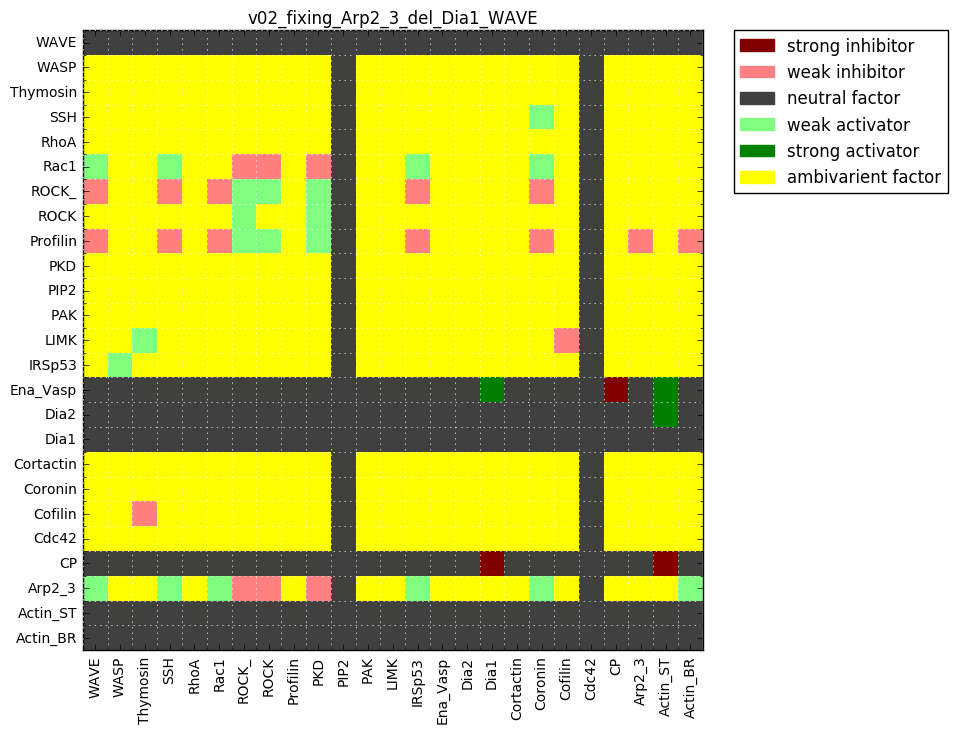 v02_fixing_Arp2_3_del_Dia1_WAVE
strong inhibitor
weak inhibitor
neutral factor
weak activator
strong activator
ambivarient factor
WAVE
WASP
Thymosin
SSH
RhoA
Rac1
ROCK_
ROCK
Profilin
PKD
PIP2
PAK
LIMK
IRSp53
Ena_Vasp
Dia2
Dia1
Cortactin
Coronin
Cofilin
Cdc42
CP
Arp2_3
Actin_ST
Actin_BR
WAVE
WASP
Thymosin
SSH
RhoA
Rac1
ROCK_
ROCK
Profilin
PKD
PIP2
PAK
LIMK
IRSp53
Ena_Vasp
Dia2
Dia1
Cortactin
Coronin
Cofilin
Cdc42
CP
Arp2_3
Actin_ST
Actin_BR